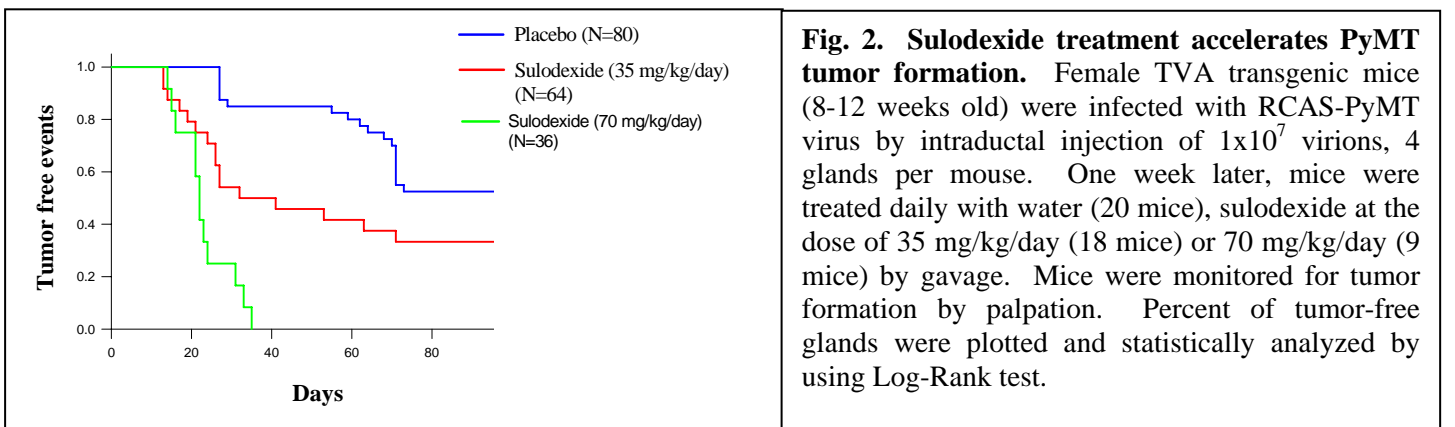 Placebo (N=80)
Sulodexide (35 mg/kg/day)
(N=64)
Sulodexide (70 mg/kg/day)
(N=36)
Tumor free events
1.0
0.8
0.6
0.4
0.2
0.0
0 20 40 60 80
Days
Fig. 2. Sulodexide treatment accelerates PyMT
tumor formation. Female TVA transgenic mice
(8-12 weeks old) were infected with RCAS-PyMT
virus by intraductal injection of 1x10⁷ virions, 4
glands per mouse. One week later, mice were
treated daily with water (20 mice), sulodexide at the
dose of 35 mg/kg/day (18 mice) or 70 mg/kg/day (9
mice) by gavage. Mice were monitored for tumor
formation by palpation. Percent of tumor-free
glands were plotted and statistically analyzed by
using Log-Rank test.